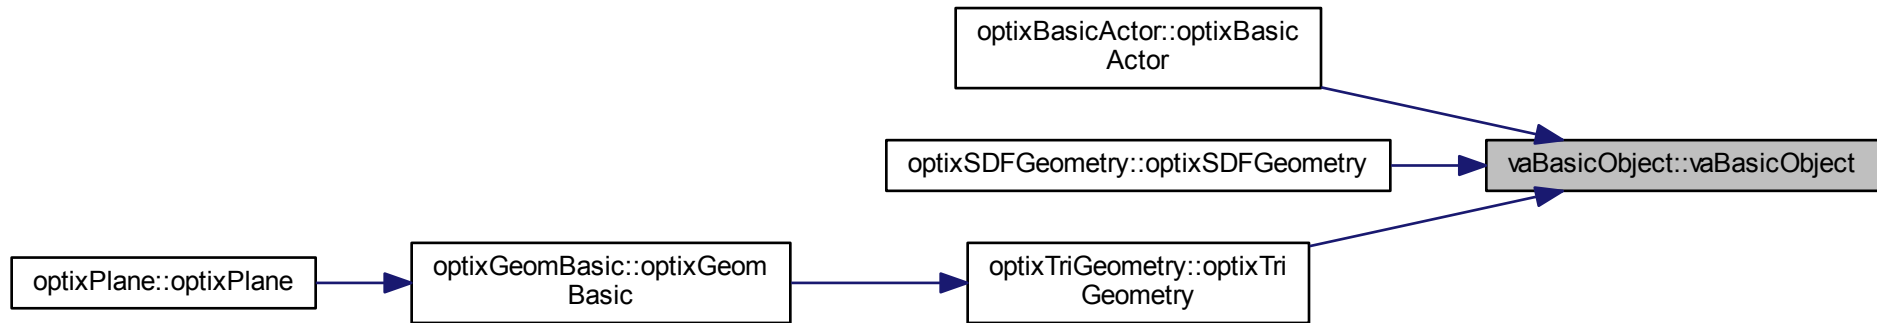 optixBasicActor::optixBasic
Actor
optixSDFGeometry::optixSDFGeometry
vaBasicObject::vaBasicObject
optixPlane::optixPlane
optixGeomBasic::optixGeom
Basic
optixTriGeometry::optixTri
Geometry